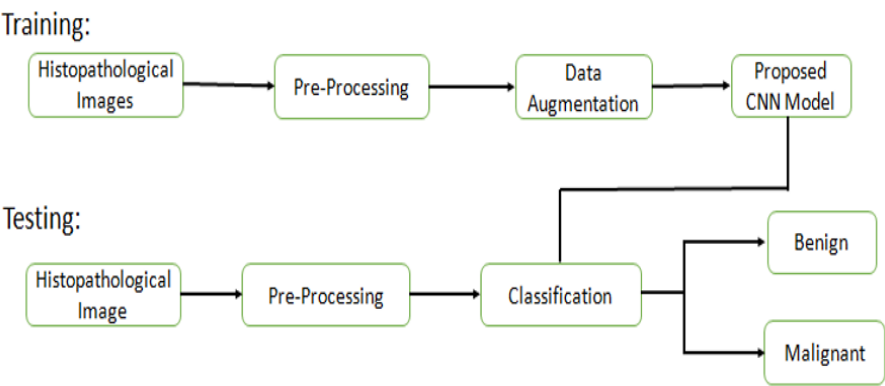 Training:
Histopathological
Images
Pre-Processing
Data
Augmentation
Proposed
CNN Model
Testing:
Histopathological
Image
Pre-Processing
Classification
Benign
Malignant